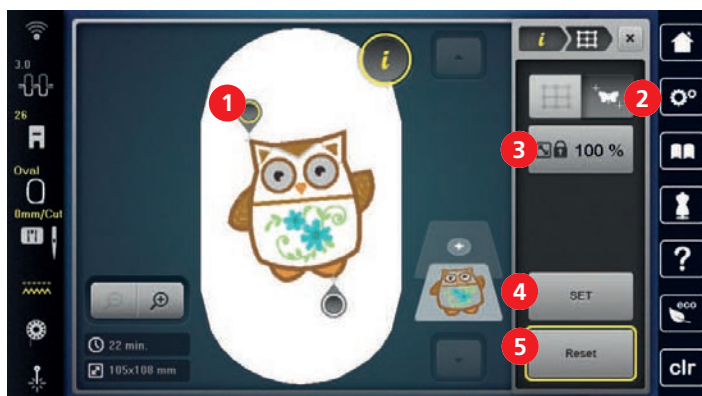 3.0
26
Oval
0mm/Cut
1
i
i
2
3
100 %
22 min.
105x108 mm
4
SET
5
Reset
?
eco
clr